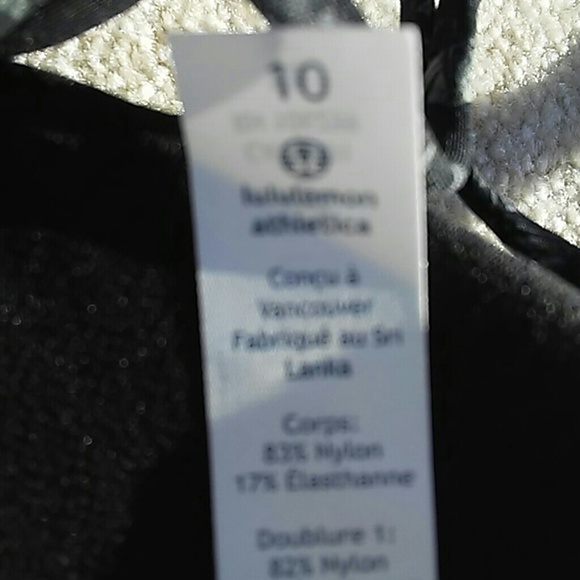 10
lululemon
athletica
Conçu à
Vancouver
Fabriqué au Sri
Lanka
Corps:
83% Nylon
17% Élasthanne
Doublure 1:
82% Nylon